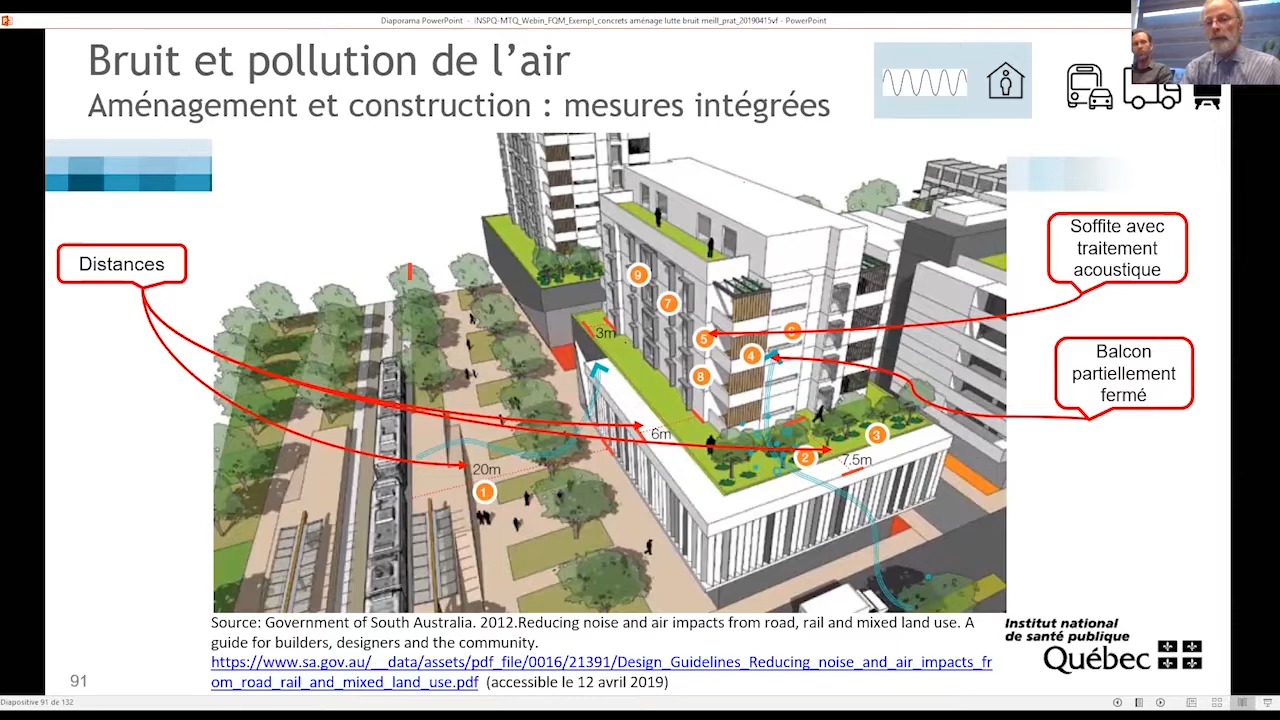 Diaporama PowerPoint - INSPQ-MTQ_Webin_FQM_Exempl_concrets aménage lutte bruit meill_prat_20190415vf - PowerPoint
Bruit et pollution de l’air
Aménagement et construction : mesures intégrées
Distances
Soffite avec
traitement
acoustique
Balcon
partiellement
fermé
9
7
3m
5
6
4
8
6m
3
2
7.5m
20m
1
Source: Government of South Australia. 2012.Reducing noise and air impacts from road, rail and mixed land use. A
guide for builders, designers and the community.
https://www.sa.gov.au/__data/assets/pdf_file/0016/21391/Design_Guidelines_Reducing_noise_and_air_impacts_fr
om_road_rail_and_mixed_land_use.pdf (accessible le 12 avril 2019)
Institut national
de santé publique
Québec
91
Diapositive 91 de 132